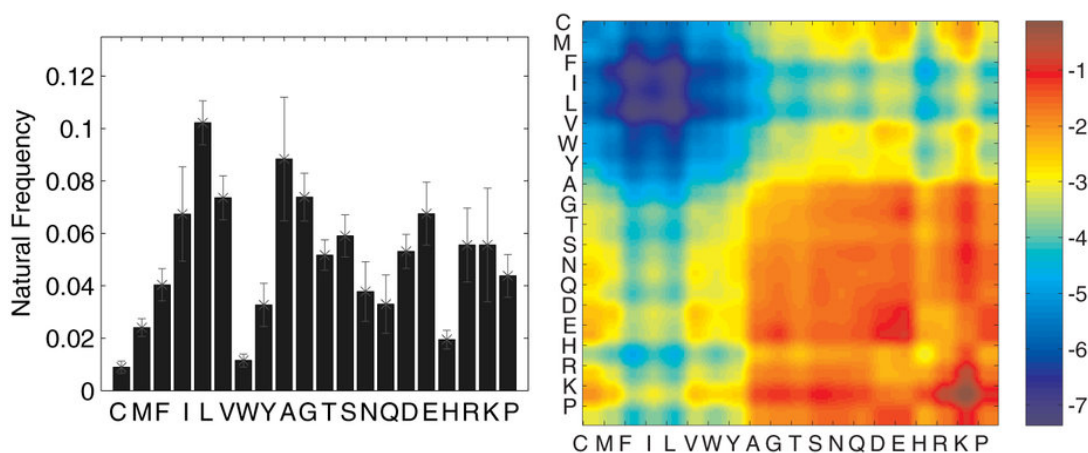 Natural Frequency
0.12
0.1
0.08
0.06
0.04
0.02
0
C M F I L V W Y A G T S N Q D E H R K P
C
M
F
I
L
V
W
Y
A
G
T
S
N
Q
D
E
H
R
K
P
C M F I L V W Y A G T S N Q D E H R K P
-1
-2
-3
-4
-5
-6
-7